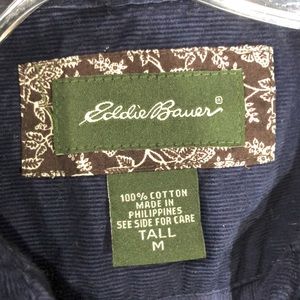 Eddie Bauer®
100% COTTON
MADE IN
PHILIPPINES
SEE SIDE FOR CARE
TALL
M